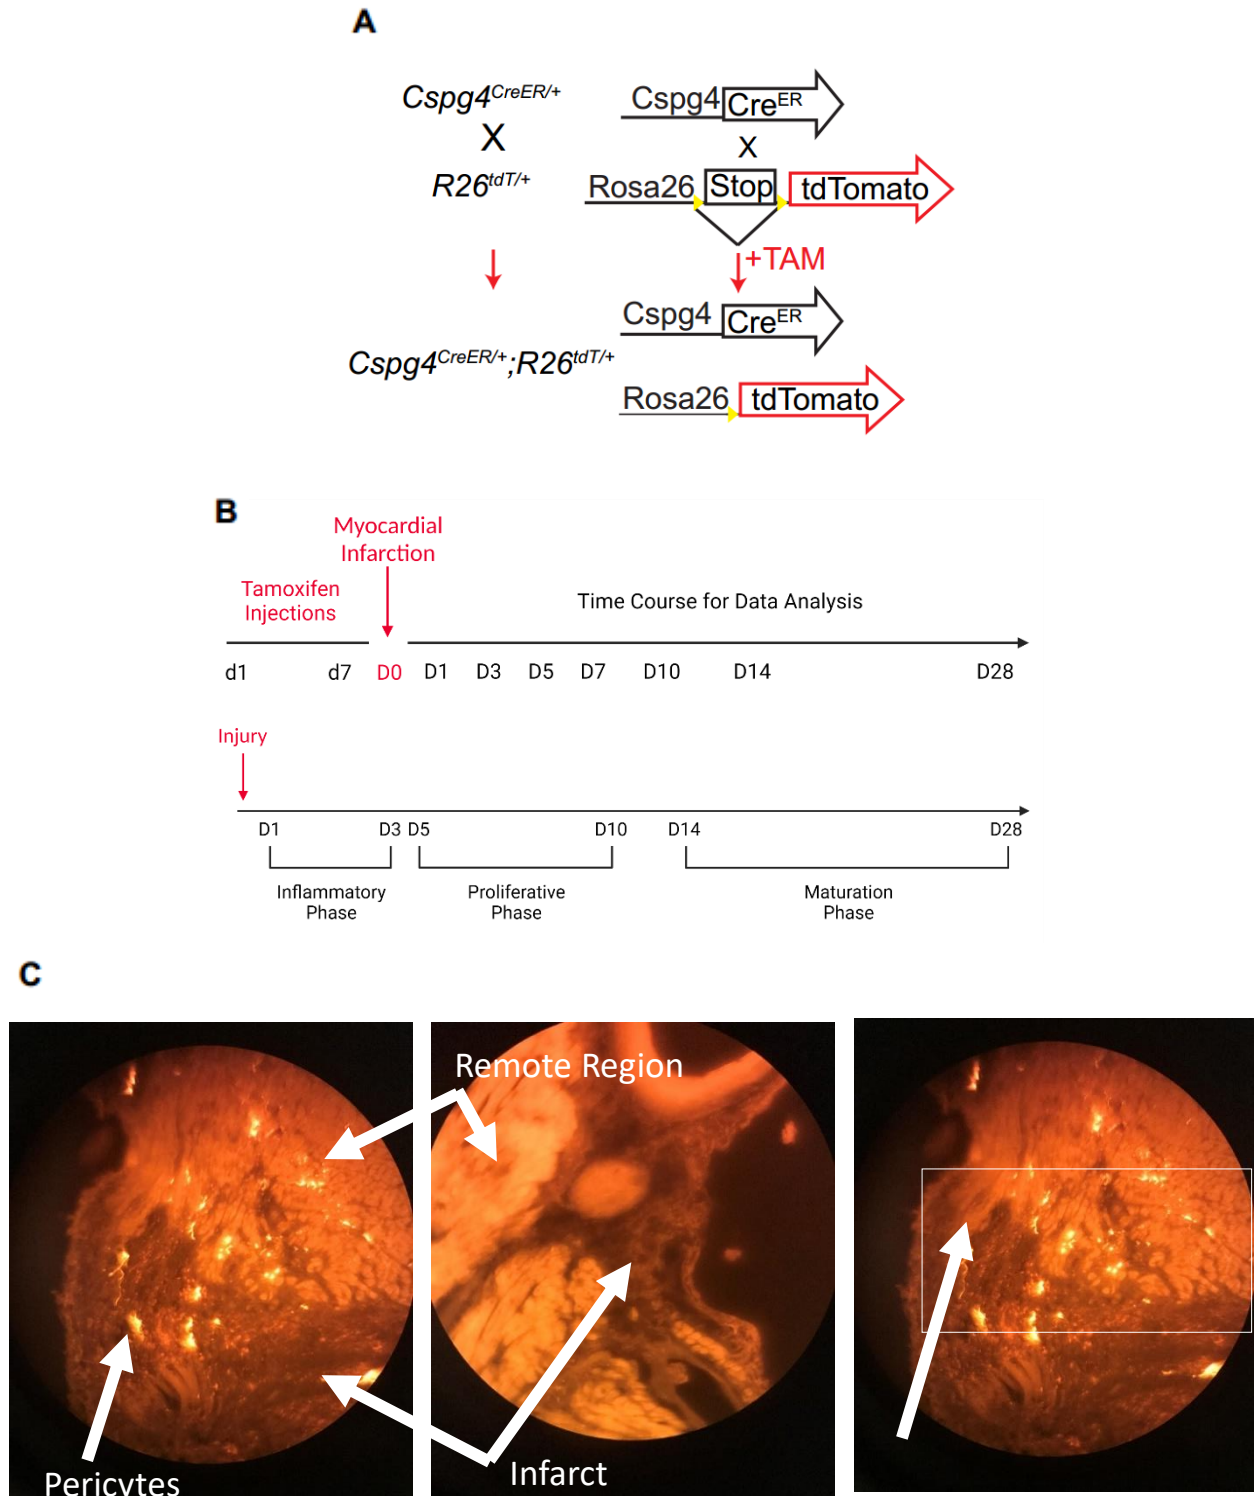 A
Cspg4CreER/+
X
R26tdT/+
Cspg4CreER/+;R26tdT/+
Cspg4 CreER
X
Rosa26 Stop tdTomato
+TAM
Cspg4 CreER
Rosa26 tdTomato
B
Myocardial
Infarction
Tamoxifen
Injections
Time Course for Data Analysis
d1 d7 D0 D1 D3 D5 D7 D10 D14 D28
Injury
D1 D3 D5 D10 D14 D28
Inflammatory
Phase
Proliferative
Phase
Maturation
Phase
C
Remote Region
Pericytes
Infarct